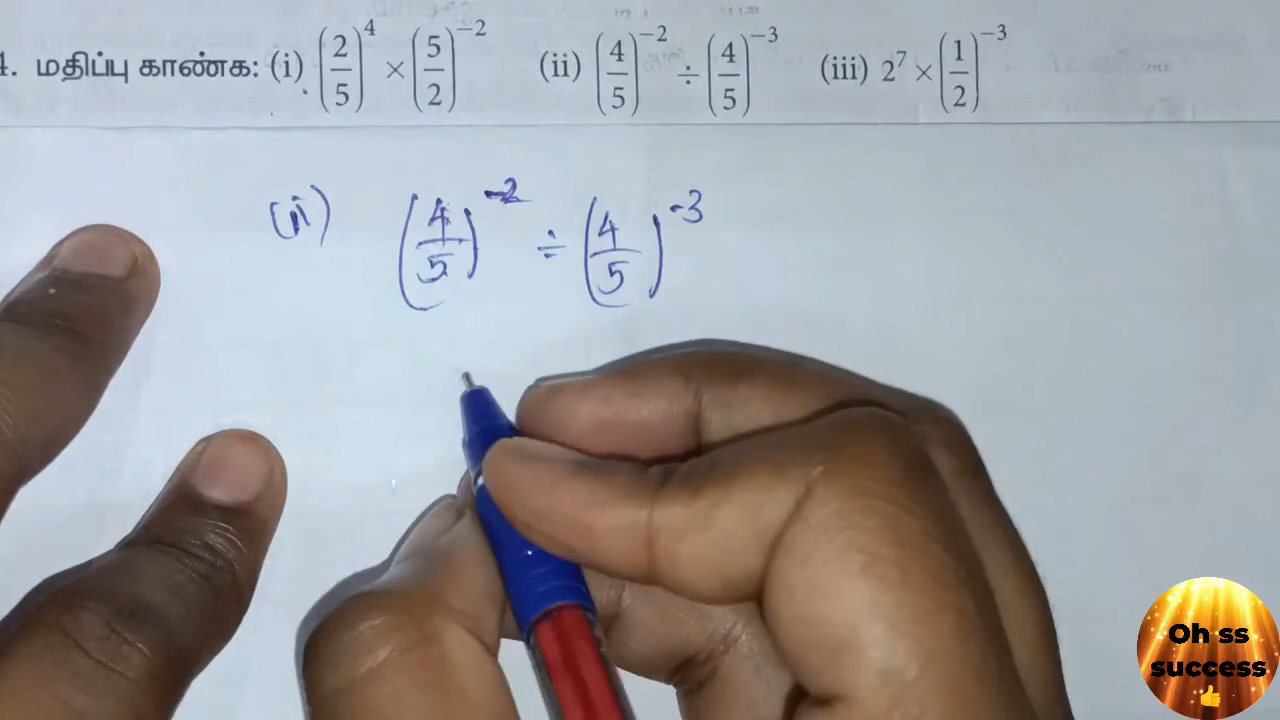 4. மதிப்பு காண்க: (i) (2/5)^4 × (5/2)^-2 (ii) (4/5)^-2 ÷ (4/5)^-3 (iii) 2^7 × (1/2)^-3
(ii) (4/5)^-2 ÷ (4/5)^-3
Oh ss
success